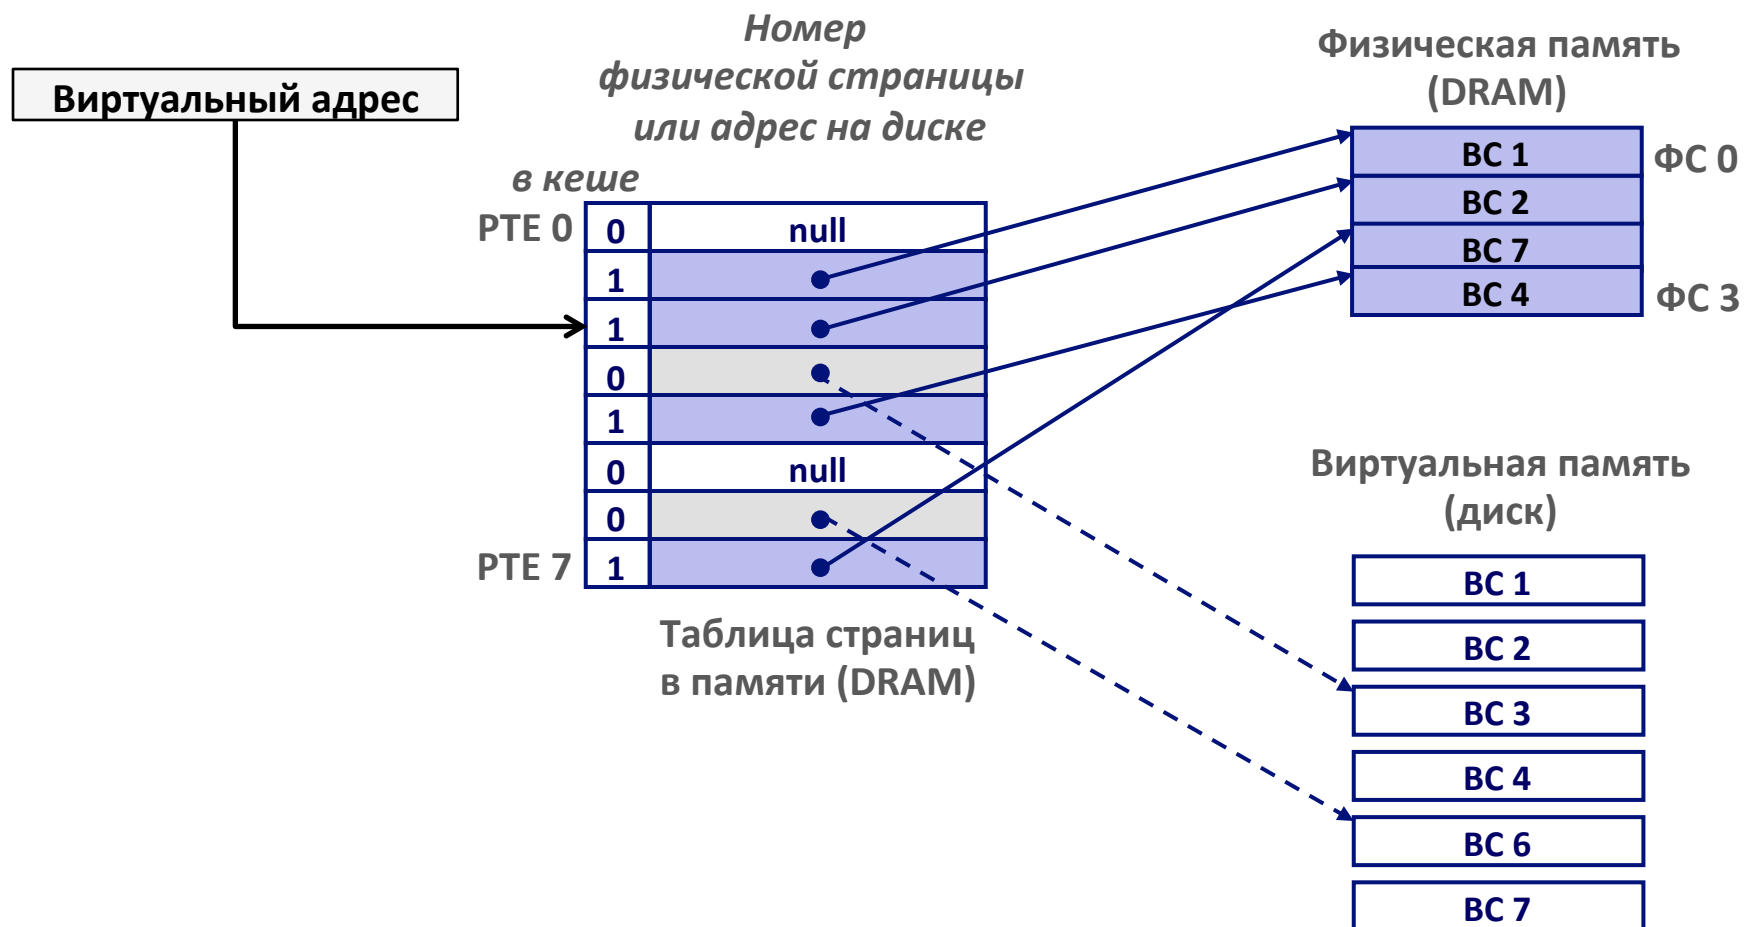 Виртуальный адрес
Номер
физической страницы
или адрес на диске
в кеше
PTE 0
0
null
1
1
0
1
0
null
0
PTE 7
1
Таблица страниц
в памяти (DRAM)
Физическая память
(DRAM)
ВС 1
ФС 0
ВС 2
ВС 7
ВС 4
ФС 3
Виртуальная память
(диск)
ВС 1
ВС 2
ВС 3
ВС 4
ВС 6
ВС 7